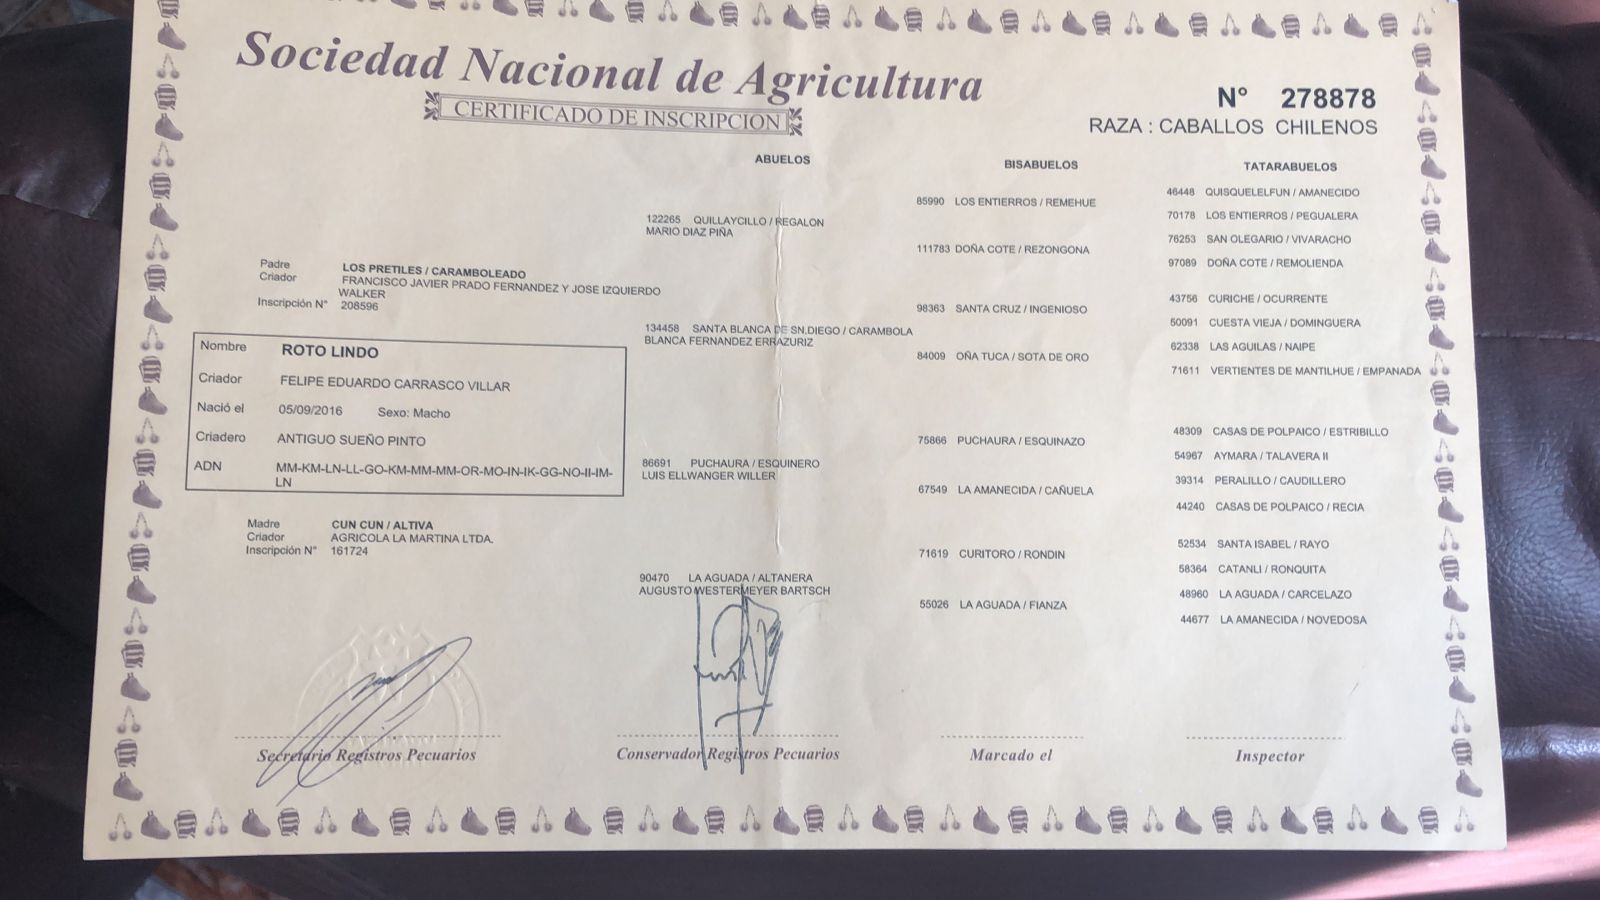 Sociedad Nacional de Agricultura
CERTIFICADO DE INSCRIPCION
N° 278878
RAZA : CABALLOS CHILENOS
Padre LOS PRETILES / CARAMBOLEADO
Criador FRANCISCO JAVIER PRADO FERNANDEZ Y JOSE IZQUIERDO
WALKER
Inscripción N° 208596
Nombre ROTO LINDO
Criador FELIPE EDUARDO CARRASCO VILLAR
Nació el 05/09/2016 Sexo: Macho
Criadero ANTIGUO SUEÑO PINTO
ADN MM-KM-LN-LL-GO-KM-MM-MM-OR-MO-IN-IK-GG-NO-II-IM-
LN
Madre CUN CUN / ALTIVA
Criador AGRICOLA LA MARTINA LTDA.
Inscripción N° 161724
ABUELOS
122265 QUILLAYCILLO / REGALON
MARIO DIAZ PIÑA
134458 SANTA BLANCA DE SN.DIEGO / CARAMBOLA
BLANCA FERNANDEZ ERRAZURIZ
86691 PUCHAURA / ESQUINERO
LUIS ELLWANGER WILLER
90470 LA AGUADA / ALTANERA
AUGUSTO WESTERMEYER BARTSCH
BISABUELOS
85990 LOS ENTIERROS / REMEHUE
111783 DOÑA COTE / REZONGONA
98363 SANTA CRUZ / INGENIOSO
84009 OÑA TUCA / SOTA DE ORO
75866 PUCHAURA / ESQUINAZO
67549 LA AMANECIDA / CAÑUELA
71619 CURITORO / RONDIN
55026 LA AGUADA / FIANZA
TATARABUELOS
46448 QUISQUELELFUN / AMANECIDO
70178 LOS ENTIERROS / PEGUALERA
76253 SAN OLEGARIO / VIVARACHO
97089 DOÑA COTE / REMOLIENDA
43756 CURICHE / OCURRENTE
50091 CUESTA VIEJA / DOMINGUERA
62338 LAS AGUILAS / NAIPE
71611 VERTIENTES DE MANTILHUE / EMPANADA
48309 CASAS DE POLPAICO / ESTRIBILLO
54967 AYMARA / TALAVERA II
39314 PERALILLO / CAUDILLERO
44240 CASAS DE POLPAICO / RECIA
52534 SANTA ISABEL / RAYO
58364 CATANLI / RONQUITA
48960 LA AGUADA / CARCELAZO
44677 LA AMANECIDA / NOVEDOSA
Secretario Registros Pecuarios
Conservador Registros Pecuarios
Marcado el
Inspector